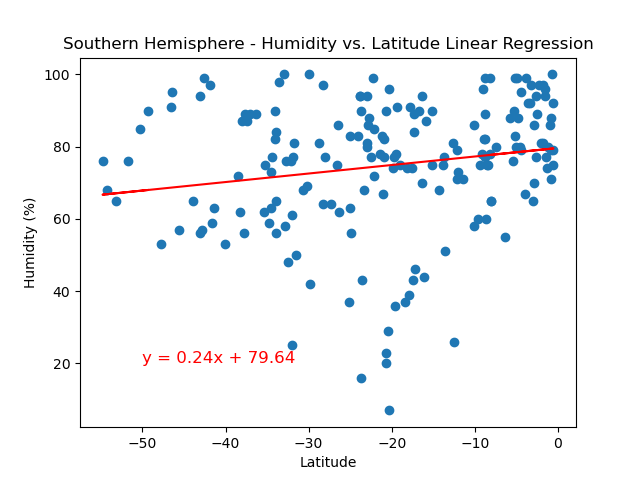 Southern Hemisphere - Humidity vs. Latitude Linear Regression
100
80
60
40
20
Humidity (%)
y = 0.24x + 79.64
−50
−40
−30
−20
−10
0
Latitude